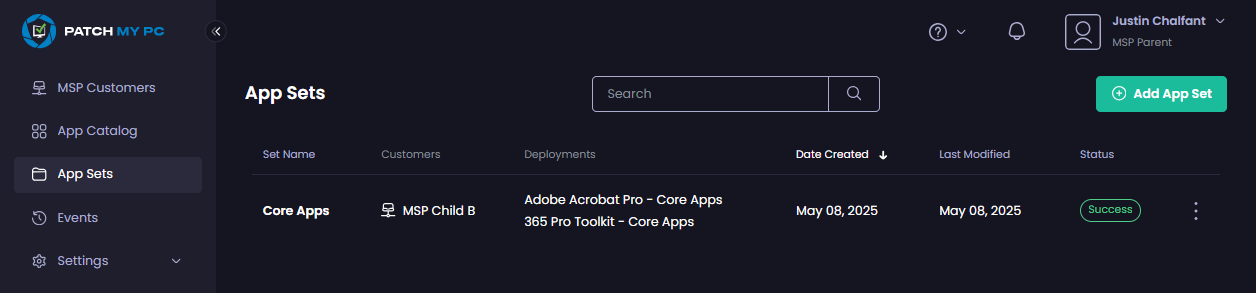 PATCH MY PC
Justin Chalfant
MSP Parent
MSP Customers
App Catalog
App Sets
Events
Settings
App Sets
Search
Add App Set
Set Name Customers Deployments Date Created Last Modified Status
Core Apps MSP Child B Adobe Acrobat Pro - Core Apps May 08, 2025 May 08, 2025 Success
365 Pro Toolkit - Core Apps